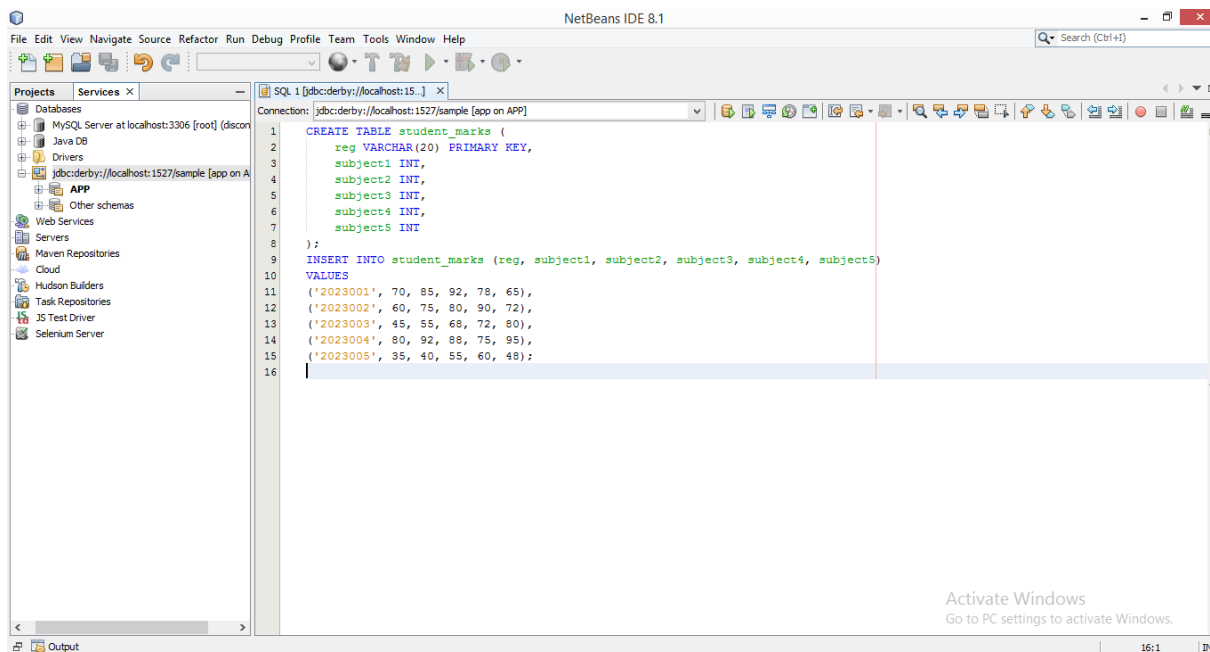 NetBeans IDE 8.1
File Edit View Navigate Source Refactor Run Debug Profile Team Tools Window Help
Search (Ctrl+I)
Projects Services
SQL 1 [jdbc:derby://localhost:15...]
Databases
MySQL Server at localhost:3306 [root] (discon
Java DB
Drivers
jdbc:derby://localhost:1527/sample [app on A
APP
Other schemas
Web Services
Servers
Maven Repositories
Cloud
Hudson Builders
Task Repositories
JS Test Driver
Selenium Server
Connection: jdbc:derby://localhost:1527/sample [app on APP]
1 CREATE TABLE student_marks (
2 reg VARCHAR(20) PRIMARY KEY,
3 subject1 INT,
4 subject2 INT,
5 subject3 INT,
6 subject4 INT,
7 subject5 INT
8 );
9 INSERT INTO student_marks (reg, subject1, subject2, subject3, subject4, subject5)
10 VALUES
11 ('2023001', 70, 85, 92, 78, 65),
12 ('2023002', 60, 75, 80, 90, 72),
13 ('2023003', 45, 55, 68, 72, 80),
14 ('2023004', 80, 92, 88, 75, 95),
15 ('2023005', 35, 40, 55, 60, 48);
16
Activate Windows
Go to PC settings to activate Windows.
Output
16:1 IN